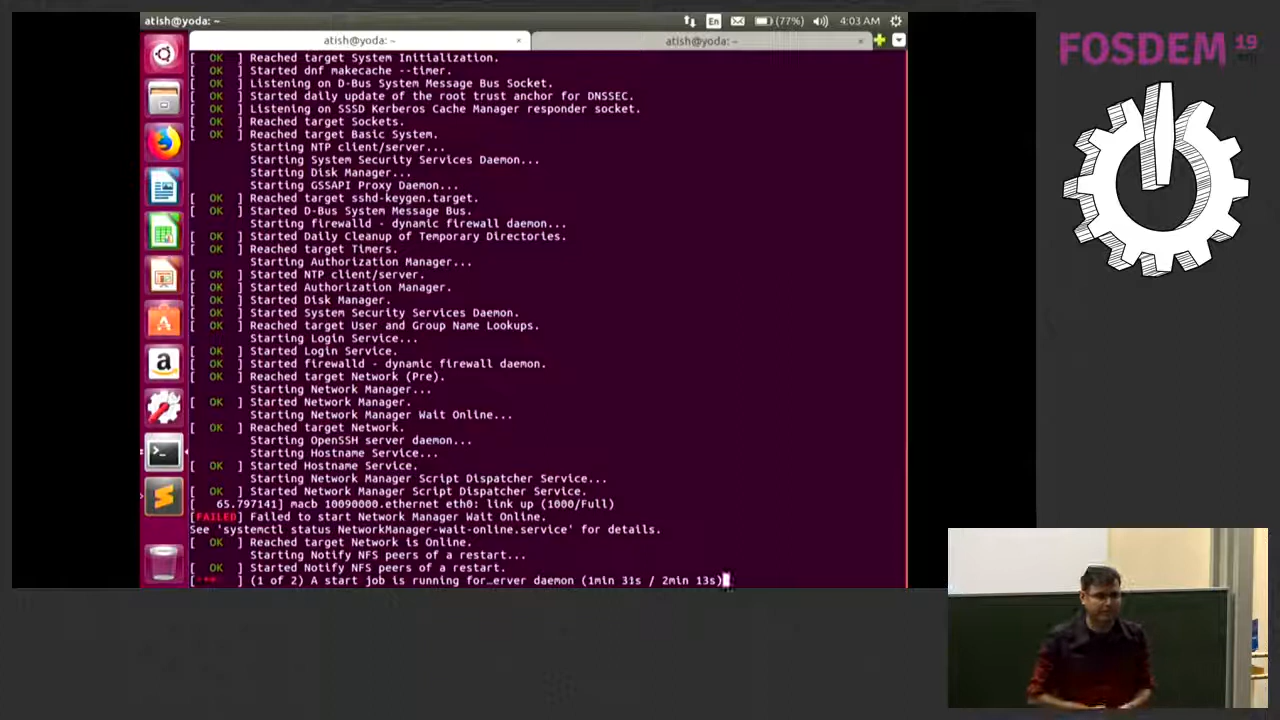 atish@yoda: ~
En
(77%)
4:03 AM
atish@yoda: ~ ×
atish@yoda: ~ ×
[ OK ] Reached target System Initialization.
[ OK ] Started dnf makecache --timer.
[ OK ] Listening on D-Bus System Message Bus Socket.
[ OK ] Started daily update of the root trust anchor for DNSSEC.
[ OK ] Listening on SSSD Kerberos Cache Manager responder socket.
[ OK ] Reached target Sockets.
[ OK ] Reached target Basic System.
Starting NTP client/server...
Starting System Security Services Daemon...
Starting Disk Manager...
Starting GSSAPI Proxy Daemon...
[ OK ] Reached target sshd-keygen.target.
[ OK ] Started D-Bus System Message Bus.
Starting firewalld - dynamic firewall daemon...
[ OK ] Started Daily Cleanup of Temporary Directories.
[ OK ] Reached target Timers.
Starting Authorization Manager...
[ OK ] Started NTP client/server.
[ OK ] Started Authorization Manager.
[ OK ] Started Disk Manager.
[ OK ] Started System Security Services Daemon.
[ OK ] Reached target User and Group Name Lookups.
Starting Login Service...
[ OK ] Started Login Service.
[ OK ] Started firewalld - dynamic firewall daemon.
[ OK ] Reached target Network (Pre).
Starting Network Manager...
[ OK ] Started Network Manager.
Starting Network Manager Wait Online...
[ OK ] Reached target Network.
Starting OpenSSH server daemon...
Starting Hostname Service...
[ OK ] Started Hostname Service.
Starting Network Manager Script Dispatcher Service...
[ OK ] Started Network Manager Script Dispatcher Service.
[ 65.797141] macb 10090000.ethernet eth0: link up (1000/Full)
[FAILED] Failed to start Network Manager Wait Online.
See 'systemctl status NetworkManager-wait-online.service' for details.
[ OK ] Reached target Network is Online.
Starting Notify NFS peers of a restart...
[ OK ] Started Notify NFS peers of a restart.
[ *** ] (1 of 2) A start job is running for…erver daemon (1min 31s / 2min 13s)
FOSDEM 19